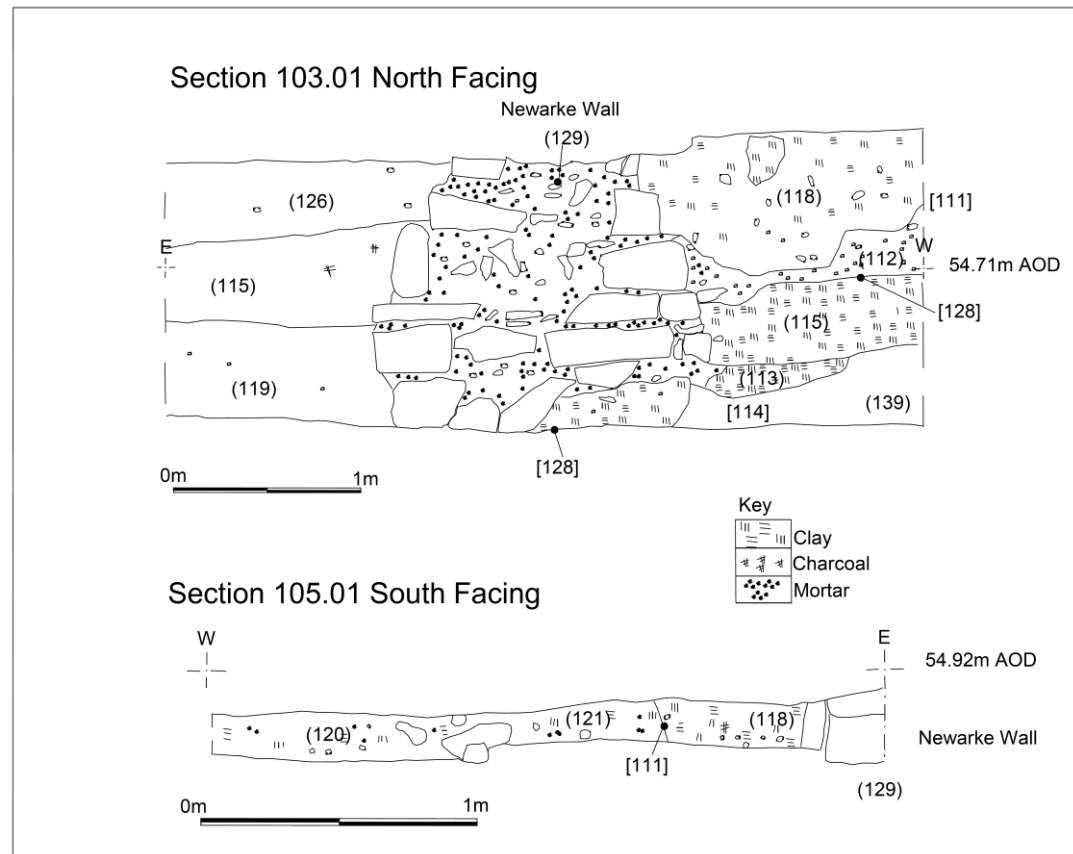 Section 103.01 North Facing
Newarke Wall
(129)
(126)
(118)
[111]
E
W
(112)
54.71m AOD
(115)
[128]
(115)
(119)
(113)
[114]
(139)
[128]
0m 1m
Key
Clay
Charcoal
Mortar
Section 105.01 South Facing
W
E
54.92m AOD
(120)
(121)
(118)
Newarke Wall
[111]
(129)
0m 1m